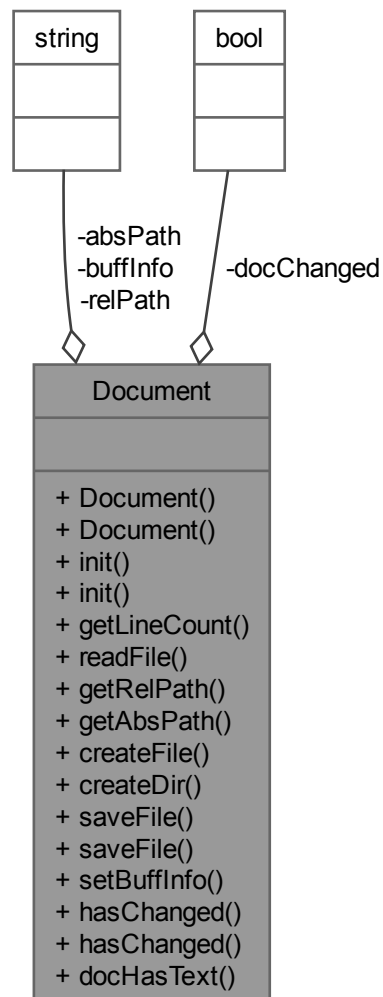 string
bool
-absPath
-buffInfo
-relPath
-docChanged
Document
+ Document()
+ Document()
+ init()
+ init()
+ getLineCount()
+ readFile()
+ getRelPath()
+ getAbsPath()
+ createFile()
+ createDir()
+ saveFile()
+ saveFile()
+ setBuffInfo()
+ hasChanged()
+ hasChanged()
+ docHasText()